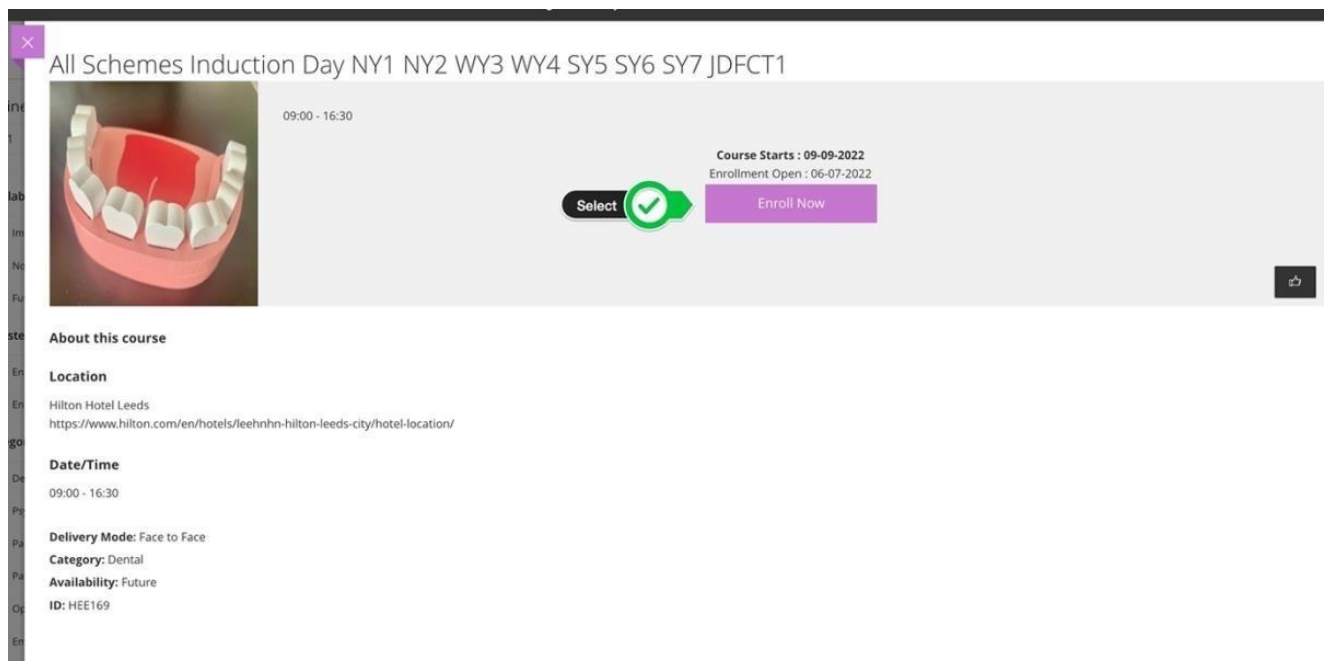 All Schemes Induction Day NY1 NY2 WY3 WY4 SY5 SY6 SY7 JDFCT1
09:00 - 16:30
Course Starts : 09-09-2022
Enrollment Open : 06-07-2022
Select
Enroll Now
About this course
Location
Hilton Hotel Leeds
https://www.hilton.com/en/hotels/leehnhn-hilton-leeds-city/hotel-location/
Date/Time
09:00 - 16:30
Delivery Mode: Face to Face
Category: Dental
Availability: Future
ID: HEE169